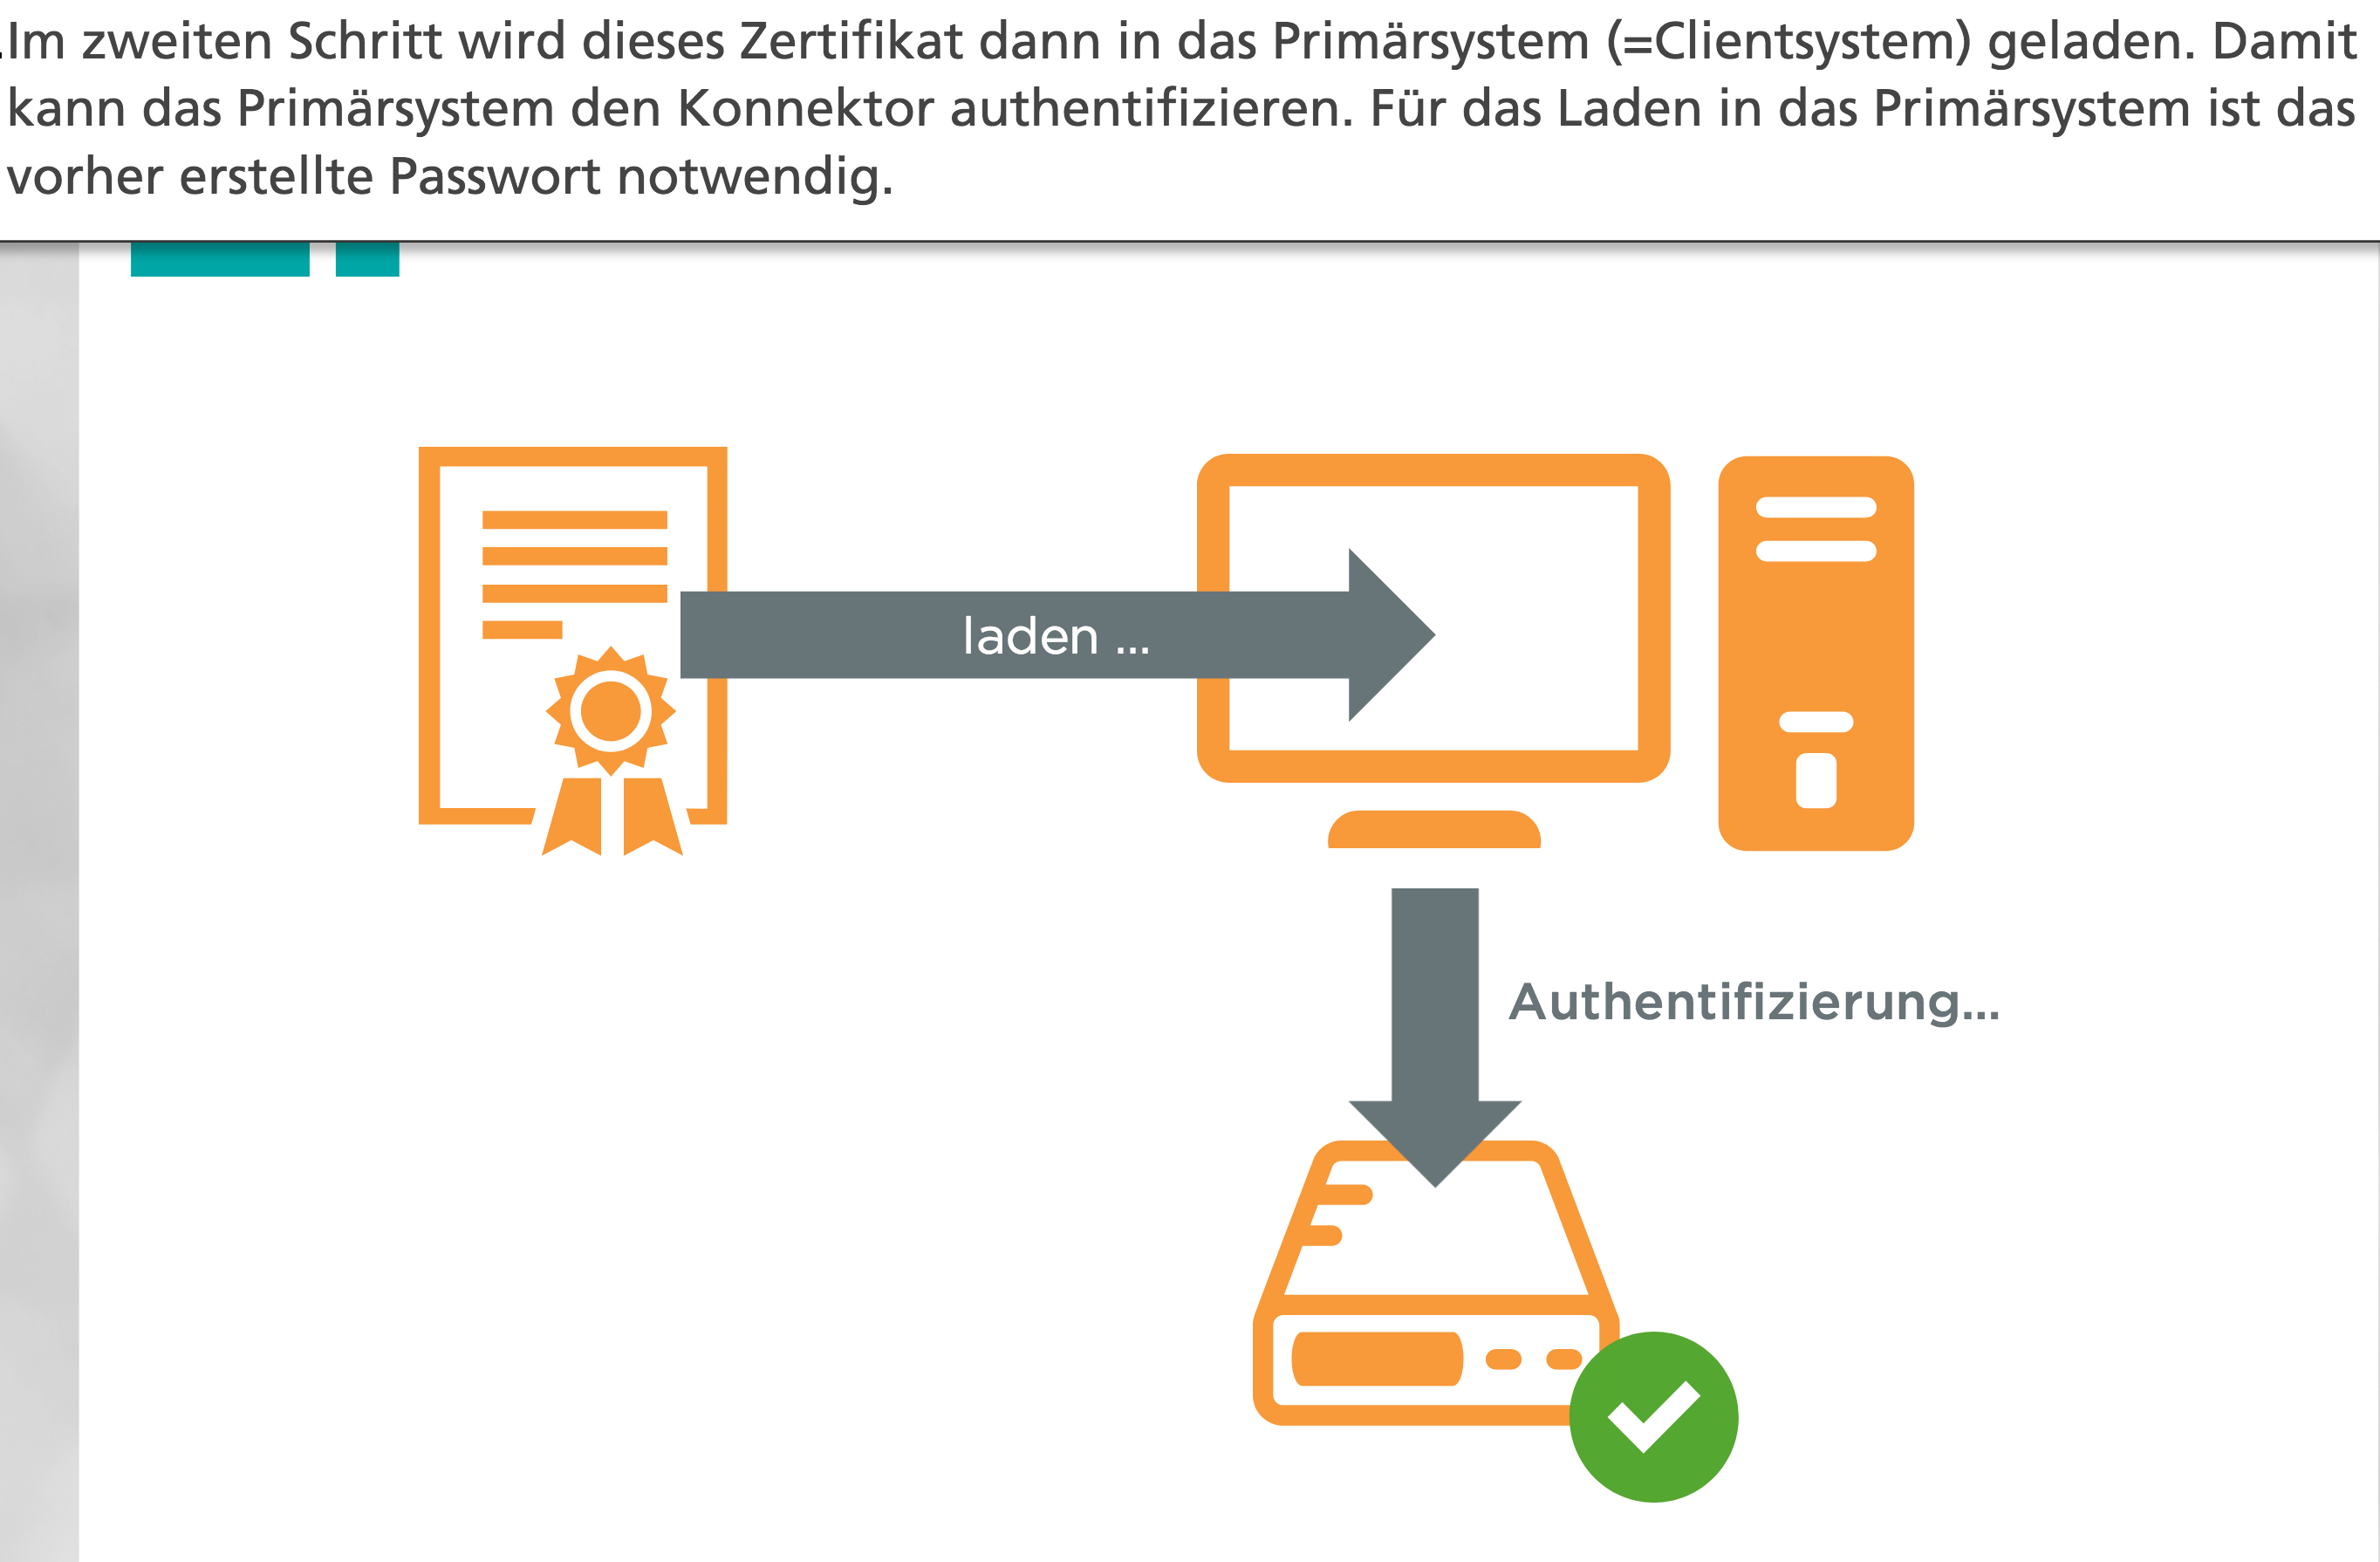 .Im zweiten Schritt wird dieses Zertifikat dann in das Primärsystem (=Clientsystem) geladen. Damit
kann das Primärsystem den Konnektor authentifizieren. Für das Laden in das Primärsystem ist das
vorher erstellte Passwort notwendig.
laden ...
Authentifizierung...